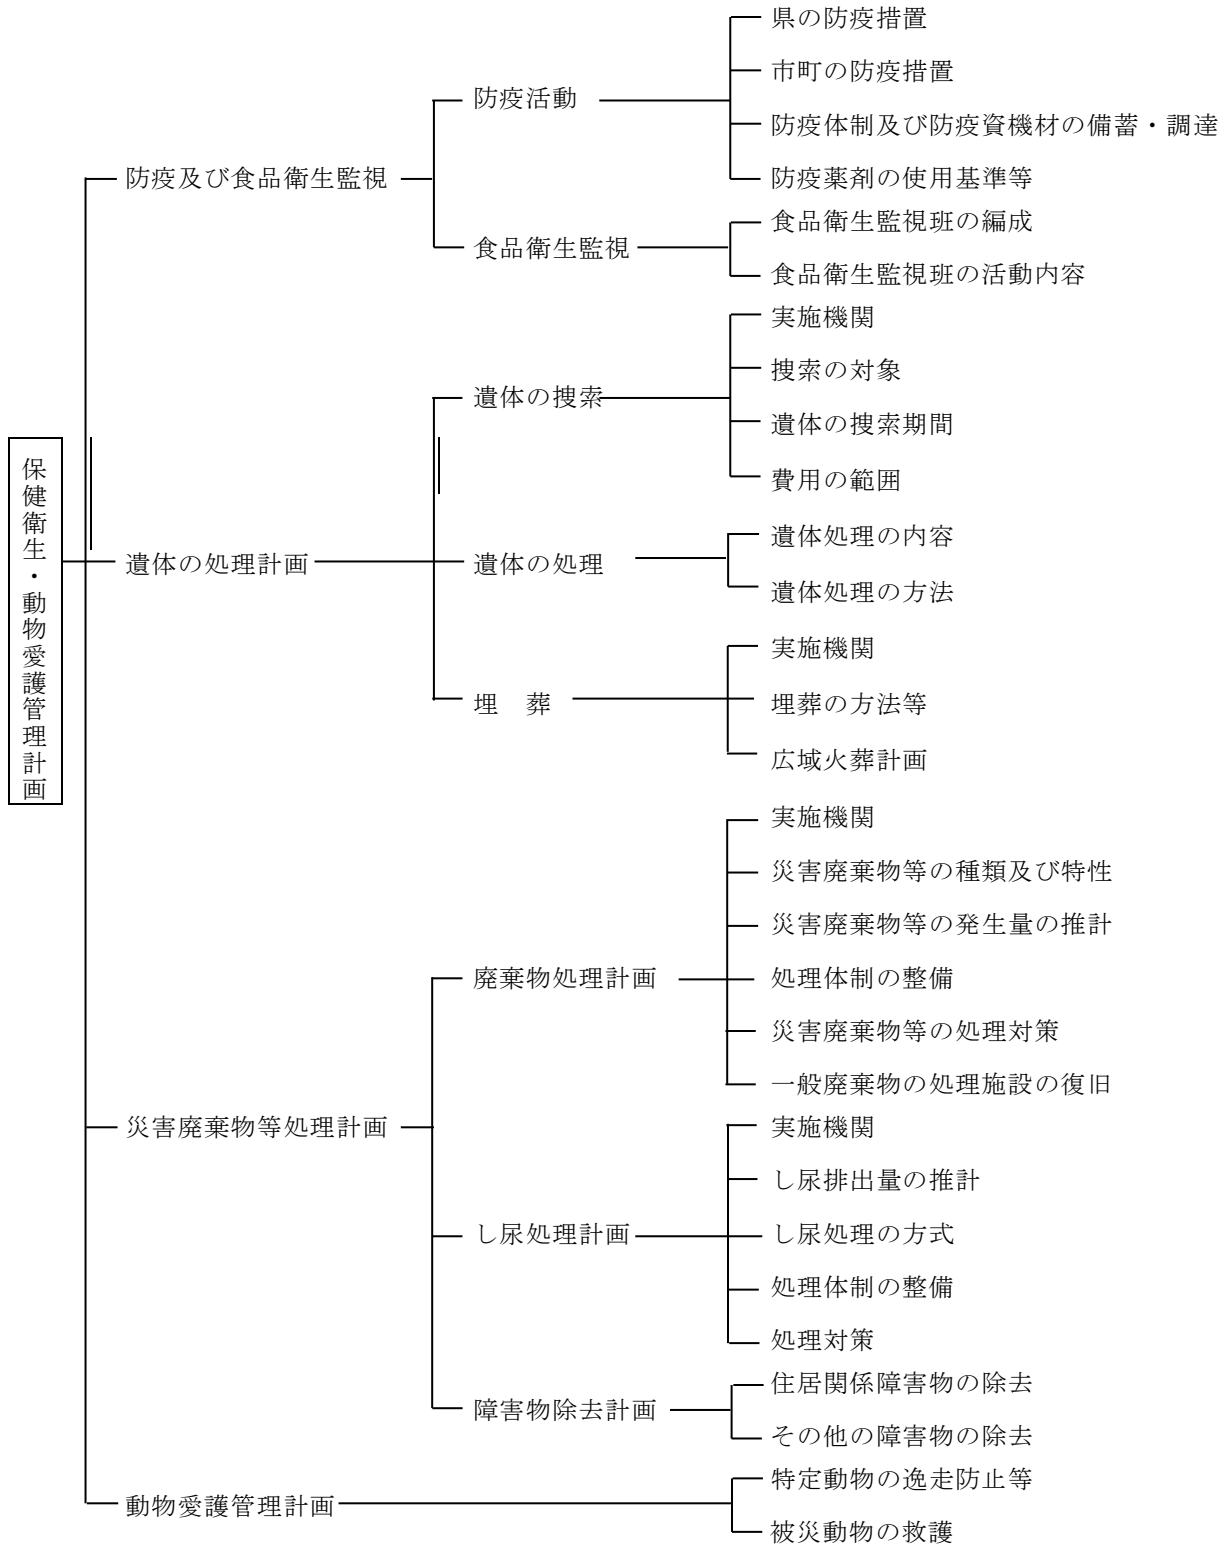 保健衛生・動物愛護管理計画
防疫及び食品衛生監視
防疫活動
県の防疫措置
市町の防疫措置
防疫体制及び防疫資機材の備蓄・調達
防疫薬剤の使用基準等
食品衛生監視
食品衛生監視班の編成
食品衛生監視班の活動内容
遺体の処理計画
遺体の捜索
実施機関
捜索の対象
遺体の捜索期間
費用の範囲
遺体の処理
遺体処理の内容
遺体処理の方法
埋　葬
実施機関
埋葬の方法等
広域火葬計画
災害廃棄物等処理計画
廃棄物処理計画
実施機関
災害廃棄物等の種類及び特性
災害廃棄物等の発生量の推計
処理体制の整備
災害廃棄物等の処理対策
一般廃棄物の処理施設の復旧
し尿処理計画
実施機関
し尿排出量の推計
し尿処理の方式
処理体制の整備
処理対策
障害物除去計画
住居関係障害物の除去
その他の障害物の除去
動物愛護管理計画
特定動物の逸走防止等
被災動物の救護